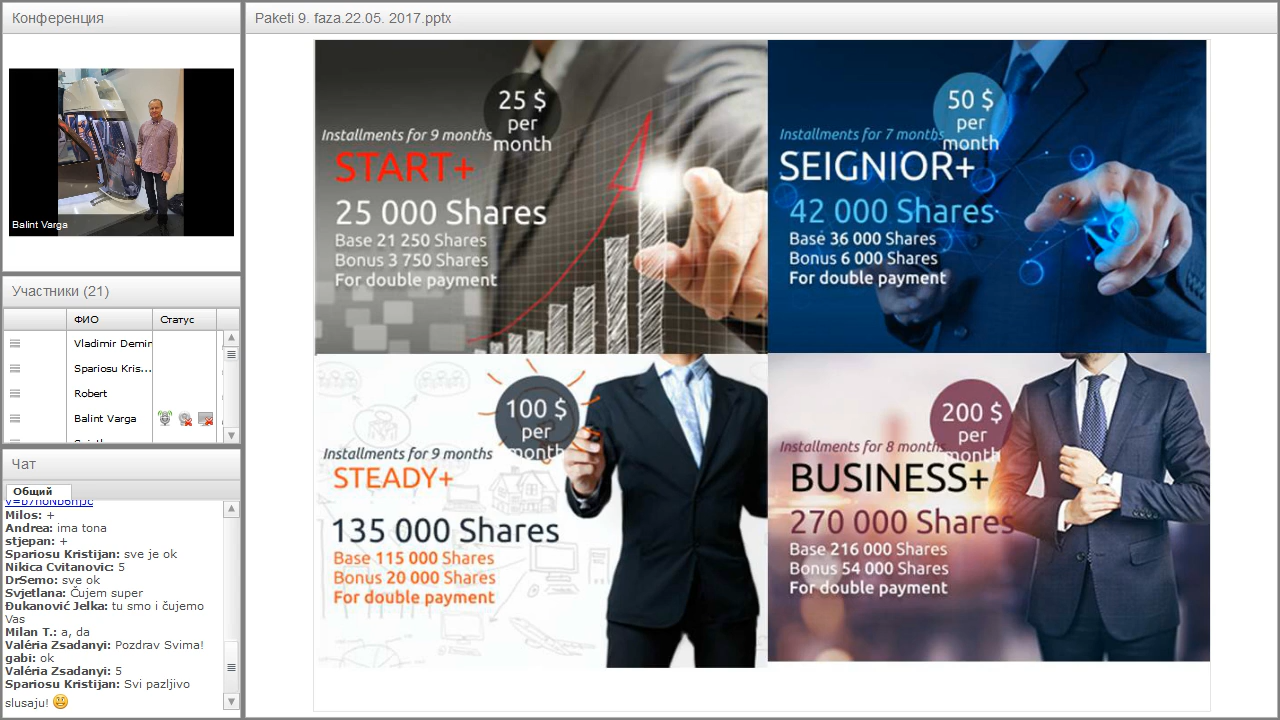 Конференция
Balint Varga
Участники (21)
ФИО Статус
Vladimir Demir
Spariosu Kris...
Robert
Balint Varga
Чат
Общий
Milos: +
Andrea: ima tona
stjepan: +
Spariosu Kristijan: sve je ok
Nikica Cvitanovic: 5
DrSemo: sve ok
Svjetlana: Čujem super
Đukanović Jelka: tu smo i čujemo
Vas
Milan T.: a, da
Valéria Zsadanyi: Pozdrav Svima!
gabi: ok
Valéria Zsadanyi: 5
Spariosu Kristijan: Svi pazljivo
slusaju!
Paketi 9. faza.22.05. 2017.pptx
25 $
per
month
Installments for 9 months
START+
25 000 Shares
Base 21 250 Shares
Bonus 3 750 Shares
For double payment
50 $
per
month
Installments for 7 months
SEIGNIOR+
42 000 Shares
Base 36 000 Shares
Bonus 6 000 Shares
For double payment
100 $
per
month
Installments for 9 months
STEADY+
135 000 Shares
Base 115 000 Shares
Bonus 20 000 Shares
For double payment
200 $
per
month
Installments for 8 months
BUSINESS+
270 000 Shares
Base 216 000 Shares
Bonus 54 000 Shares
For double payment